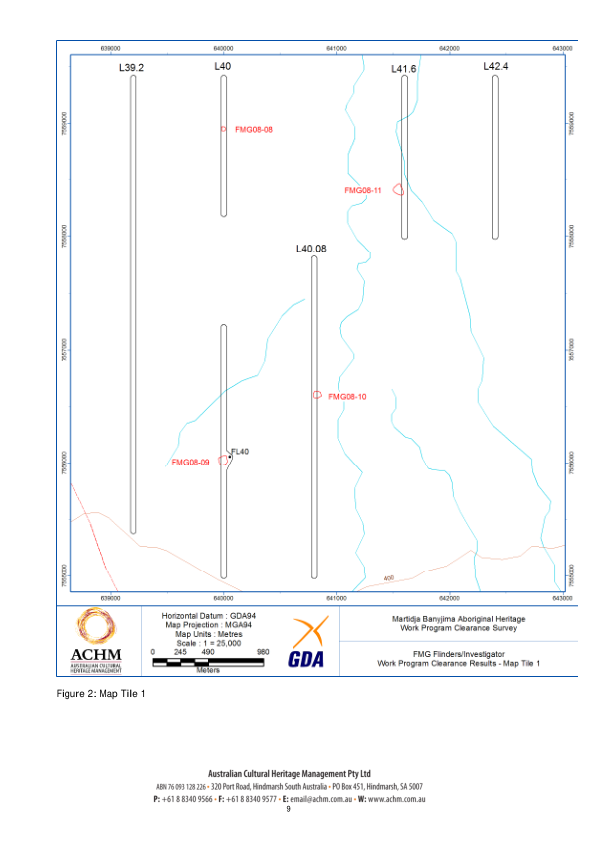 639000 640000 641000 642000 643000
L39.2 L40 L41.6 L42.4
7559000 7559000
FMG08-08
FMG08-11
7558000 7558000
L40.08
7557000 7557000
FMG08-10
FL40
FMG08-09
7556000 7556000
400
7555000 7555000
639000 640000 641000 642000 643000
ACHM
AUSTRALIAN CULTURAL
HERITAGE MANAGEMENT
Horizontal Datum : GDA94
Map Projection : MGA94
Map Units : Metres
Scale : 1 = 25,000
0 245 490 980
Meters
GDA
Martidja Banyjima Aboriginal Heritage
Work Program Clearance Survey
FMG Flinders/Investigator
Work Program Clearance Results - Map Tile 1
Figure 2: Map Tile 1
Australian Cultural Heritage Management Pty Ltd
ABN 76 093 128 226 - 320 Port Road, Hindmarsh South Australia - PO Box 451, Hindmarsh, SA 5007
P: +61 8 8340 9566 - F: +61 8 8340 9577 - E: email@achm.com.au - W: www.achm.com.au
9